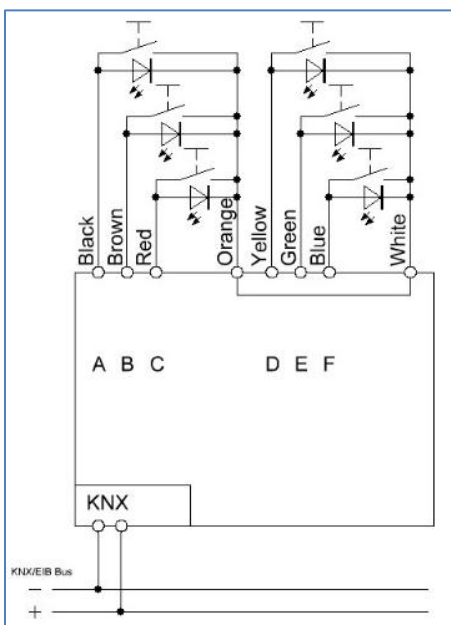 Black Brown Red Orange Yellow Green Blue White
A B C D E F
KNX
KNX/EIB Bus
−
+